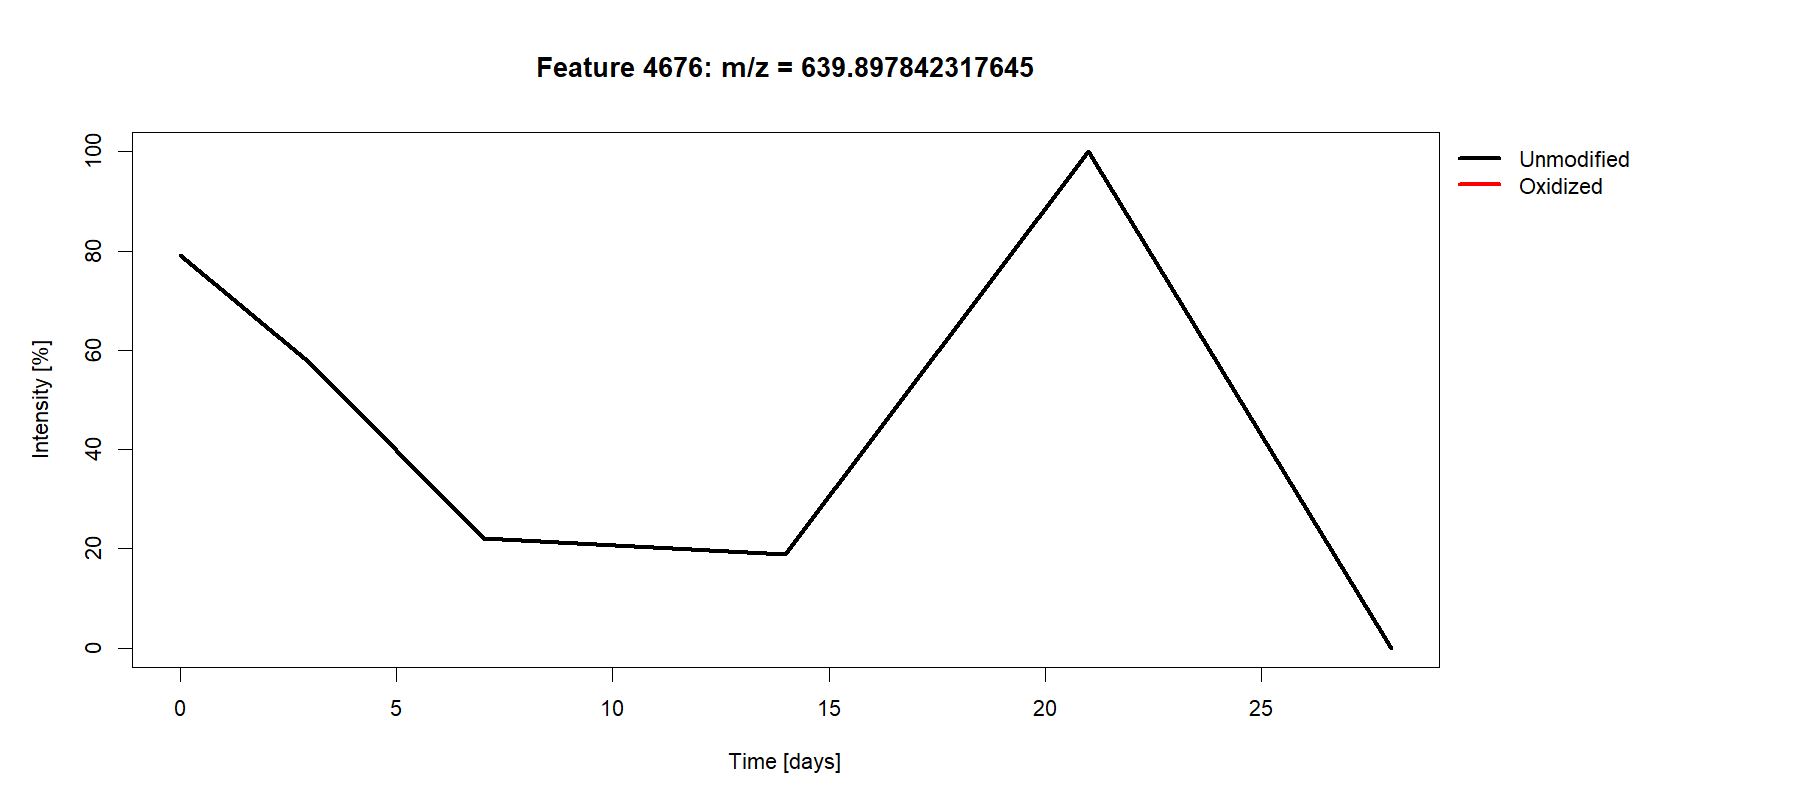 Feature 4676: m/z = 639.897842317645
Unmodified
Oxidized
Intensity [%]
100
80
60
40
20
0
0 5 10 15 20 25
Time [days]